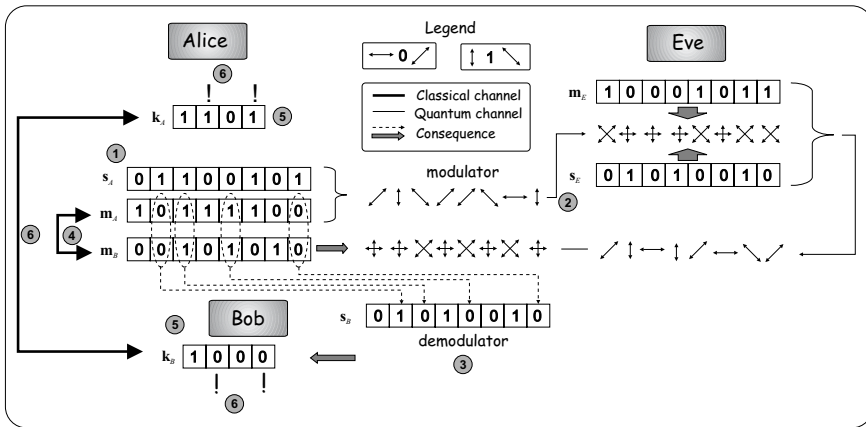 Alice
Legend
Eve
0
1
6
! !
Classical channel
Quantum channel
Consequence
m_E 1 0 0 0 1 0 1 1
k_A 1 1 0 1 5
1
s_A 0 1 1 0 0 1 0 1
modulator
s_E 0 1 0 1 0 0 1 0
m_A 1 0 1 1 1 1 0 0
2
6
4
m_B 0 0 1 0 1 0 1 0
5
Bob
s_B 0 1 0 1 0 0 1 0
demodulator
3
k_B 1 0 0 0
! !
6